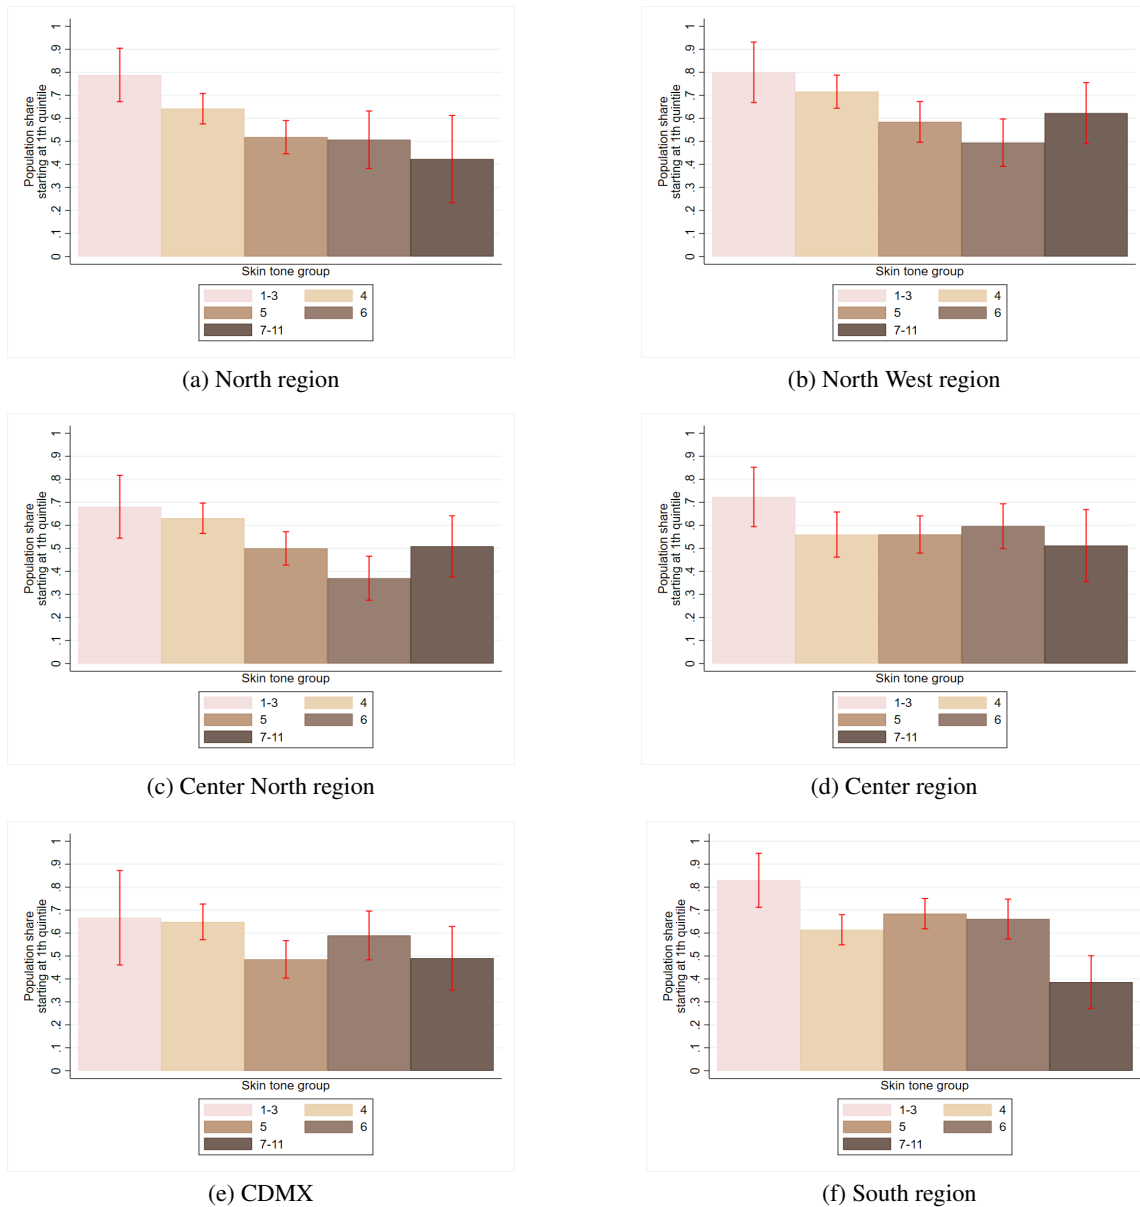 Population share
starting at 1th quintile
0 .1 .2 .3 .4 .5 .6 .7 .8 .9 1
Skin tone group
1-3 4
5 6
7-11
(a) North region
Population share
starting at 1th quintile
0 .1 .2 .3 .4 .5 .6 .7 .8 .9 1
Skin tone group
1-3 4
5 6
7-11
(b) North West region
Population share
starting at 1th quintile
0 .1 .2 .3 .4 .5 .6 .7 .8 .9 1
Skin tone group
1-3 4
5 6
7-11
(c) Center North region
Population share
starting at 1th quintile
0 .1 .2 .3 .4 .5 .6 .7 .8 .9 1
Skin tone group
1-3 4
5 6
7-11
(d) Center region
Population share
starting at 1th quintile
0 .1 .2 .3 .4 .5 .6 .7 .8 .9 1
Skin tone group
1-3 4
5 6
7-11
(e) CDMX
Population share
starting at 1th quintile
0 .1 .2 .3 .4 .5 .6 .7 .8 .9 1
Skin tone group
1-3 4
5 6
7-11
(f) South region